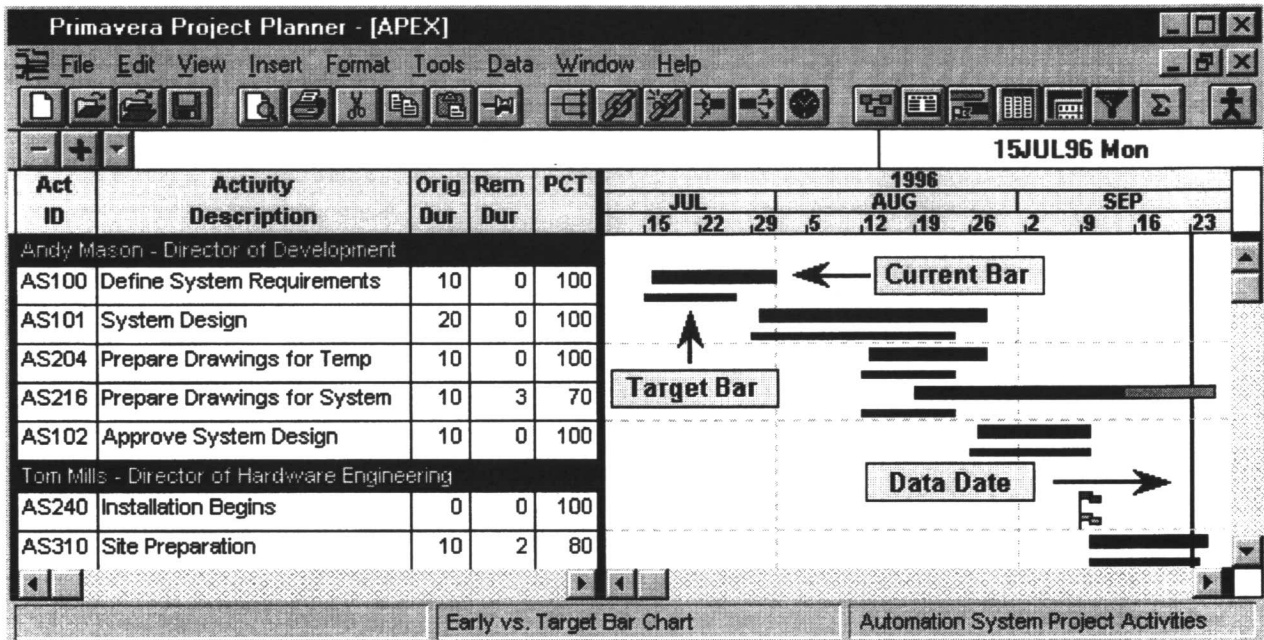 Primavera Project Planner - [APEX]
File Edit View Insert Format Tools Data Window Help
15JUL96 Mon
Act ID Activity Description Orig Dur Rem Dur PCT
1996
JUL AUG SEP
15 22 29 5 12 19 26 2 9 16 23
Andy Mason - Director of Development
AS100 Define System Requirements 10 0 100
Current Bar
AS101 System Design 20 0 100
AS204 Prepare Drawings for Temp 10 0 100
Target Bar
AS216 Prepare Drawings for System 10 3 70
AS102 Approve System Design 10 0 100
Tom Mills - Director of Hardware Engineering
Data Date
AS240 Installation Begins 0 0 100
AS310 Site Preparation 10 2 80
Early vs. Target Bar Chart
Automation System Project Activities